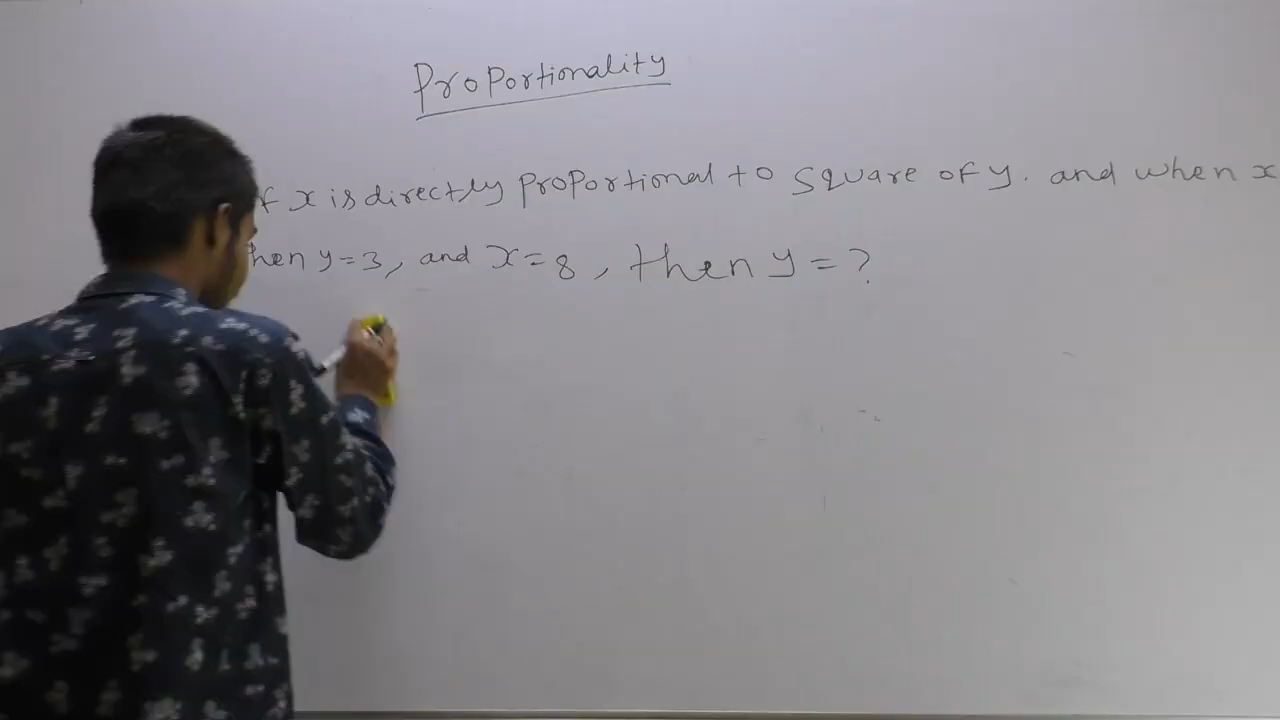 Proportionality
f x is directly proportional to square of y. and when x
hen y=3, and x=8, then y=?